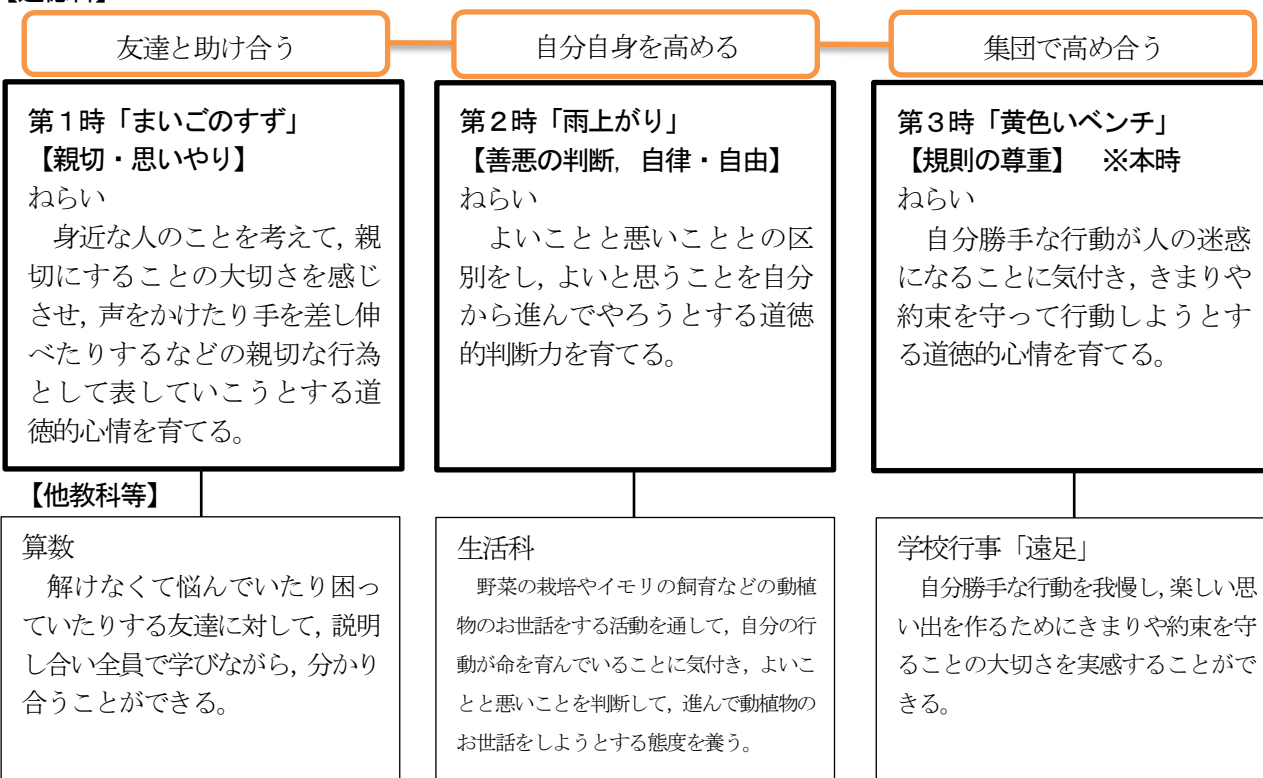 友達と助け合う
自分自身を高める
集団で高め合う
第1時「まいごのすず」
【親切・思いやり】
ねらい
　身近な人のことを考えて，親
切にすることの大切さを感じ
させ，声をかけたり手を差し伸
べたりするなどの親切な行為
として表していこうとする道
徳的心情を育てる。
第2時「雨上がり」
【善悪の判断，自律・自由】
ねらい
　よいことと悪いこととの区
別をし，よいと思うことを自分
から進んでやろうとする道徳
的判断力を育てる。
第3時「黄色いベンチ」
【規則の尊重】　※本時
ねらい
　自分勝手な行動が人の迷惑
になることに気付き，きまりや
約束を守って行動しようとす
る道徳的心情を育てる。
【他教科等】
算数
　解けなくて悩んでいたり困っ
ていたりする友達に対して，説明
し合い全員で学びながら，分かり
合うことができる。
生活科
　野菜の栽培やイモリの飼育などの動植
物のお世話をする活動を通して，自分の行
動が命を育んでいることに気付き，よいこ
とと悪いことを判断して，進んで動植物の
お世話をしようとする態度を養う。
学校行事「遠足」
　自分勝手な行動を我慢し，楽しい思
い出を作るためにきまりや約束を守
ることの大切さを実感することがで
きる。